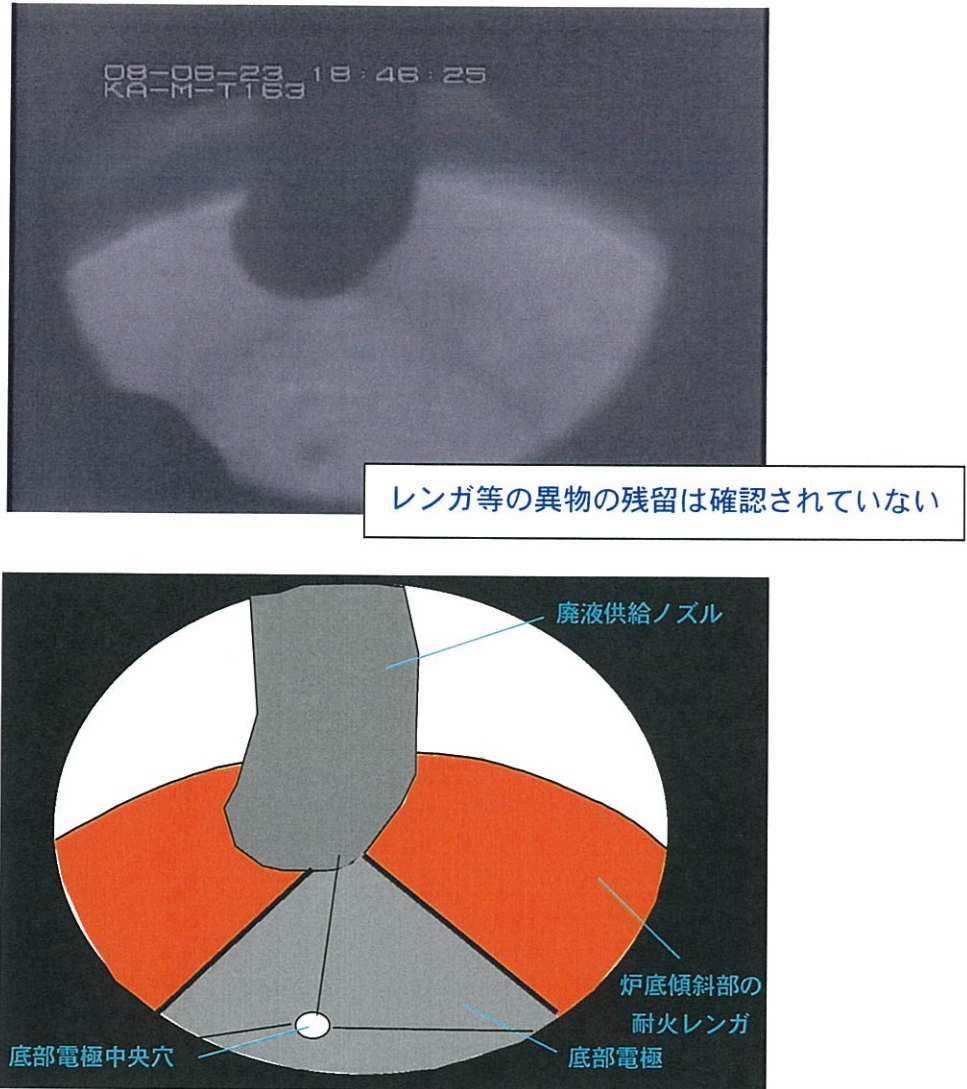 08-06-23 18:46:25
KA-M-T163
レンガ等の異物の残留は確認されていない
廃液供給ノズル
炉底傾斜部の
耐火レンガ
底部電極中央穴
底部電極